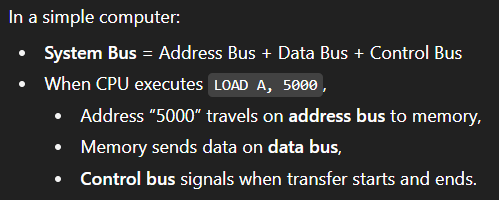 In a simple computer:
• System Bus = Address Bus + Data Bus + Control Bus
• When CPU executes LOAD A, 5000,
• Address “5000” travels on address bus to memory,
• Memory sends data on data bus,
• Control bus signals when transfer starts and ends.